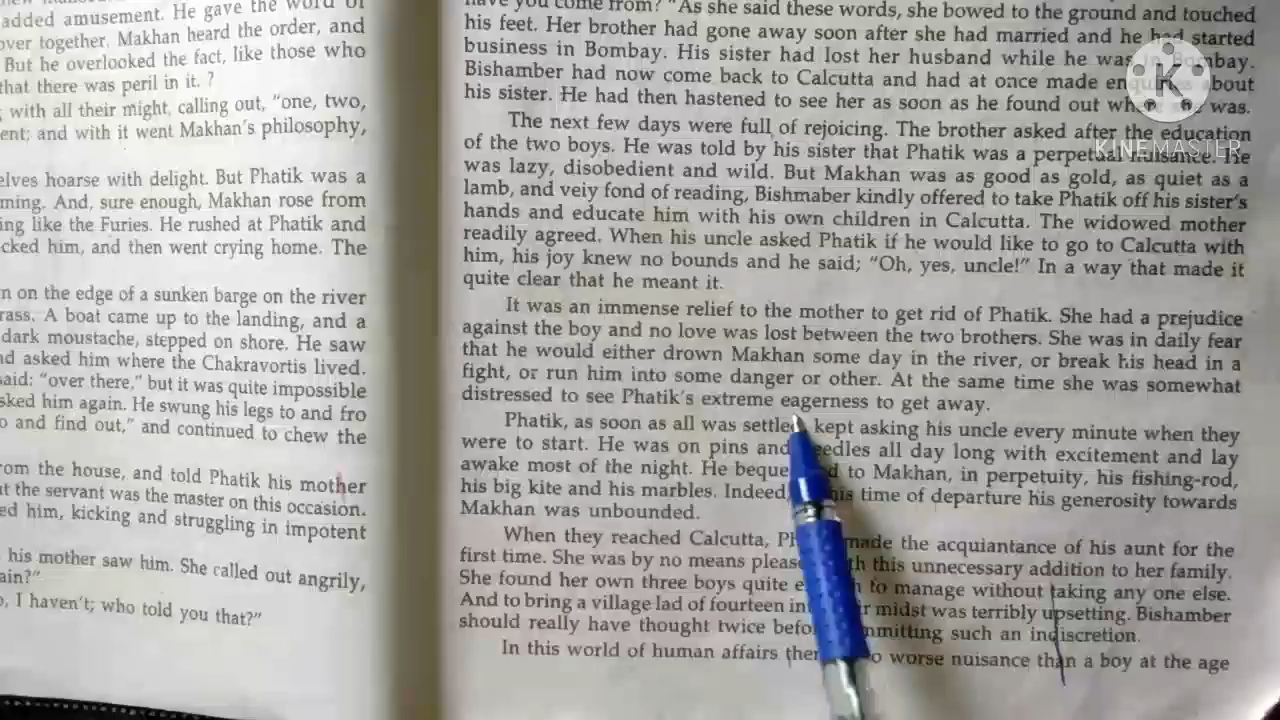 added amusement. He gave the word of
over together. Makhan heard the order, and
But he overlooked the fact, like those who
that there was peril in it. ?
with all their might, calling out, "one, two,
ent; and with it went Makhan's philosophy,
elves hoarse with delight. But Phatik was a
ming. And, sure enough, Makhan rose from
ing like the Furies. He rushed at Phatik and
cked him, and then went crying home. The
n on the edge of a sunken barge on the river
rass. A boat came up to the landing, and a
dark moustache, stepped on shore. He saw
nd asked him where the Chakravortis lived.
said: "over there," but it was quite impossible
sked him again. He swung his legs to and fro
o and find out," and continued to chew the
rom the house, and told Phatik his mother
ut the servant was the master on this occasion.
ed him, kicking and struggling in impotent
his mother saw him. She called out angrily,
ain?"
o, I haven't; who told you that?"
have you come from? "As she said these words, she bowed to the ground and touched
his feet. Her brother had gone away soon after she had married and he had started
business in Bombay. His sister had lost her husband while he was in Bombay.
Bishamber had now come back to Calcutta and had at once made about
his sister. He had then hastened to see her as soon as he found out was.
The next few days were full of rejoicing. The brother asked after the education
of the two boys. He was told by his sister that Phatik was a perpetual nuisance. He
was lazy, disobedient and wild. But Makhan was as good as gold, as quiet as a
lamb, and veiy fond of reading, Bishmaber kindly offered to take Phatik off his sister's
hands and educate him with his own children in Calcutta. The widowed mother
readily agreed. When his uncle asked Phatik if he would like to go to Calcutta with
him, his joy knew no bounds and he said; "Oh, yes, uncle!" In a way that made it
quite clear that he meant it.
It was an immense relief to the mother to get rid of Phatik. She had a prejudice
against the boy and no love was lost between the two brothers. She was in daily fear
that he would either drown Makhan some day in the river, or break his head in a
fight, or run him into some danger or other. At the same time she was somewhat
distressed to see Phatik's extreme eagerness to get away.
Phatik, as soon as all was settled kept asking his uncle every minute when they
were to start. He was on pins and needles all day long with excitement and lay
awake most of the night. He to Makhan, in perpetuity, his fishing-rod,
his big kite and his marbles. Indeed, his time of departure his generosity towards
Makhan was unbounded.
When they reached Calcutta, made the acquiantance of his aunt for the
first time. She was by no means this unnecessary addition to her family.
She found her own three boys quite to manage without taking any one else.
And to bring a village lad of fourteen midst was terribly upsetting. Bishamber
should really have thought twice such an indiscretion.
In this world of human affairs worse nuisance than a boy at the age
K
KINEMASTER